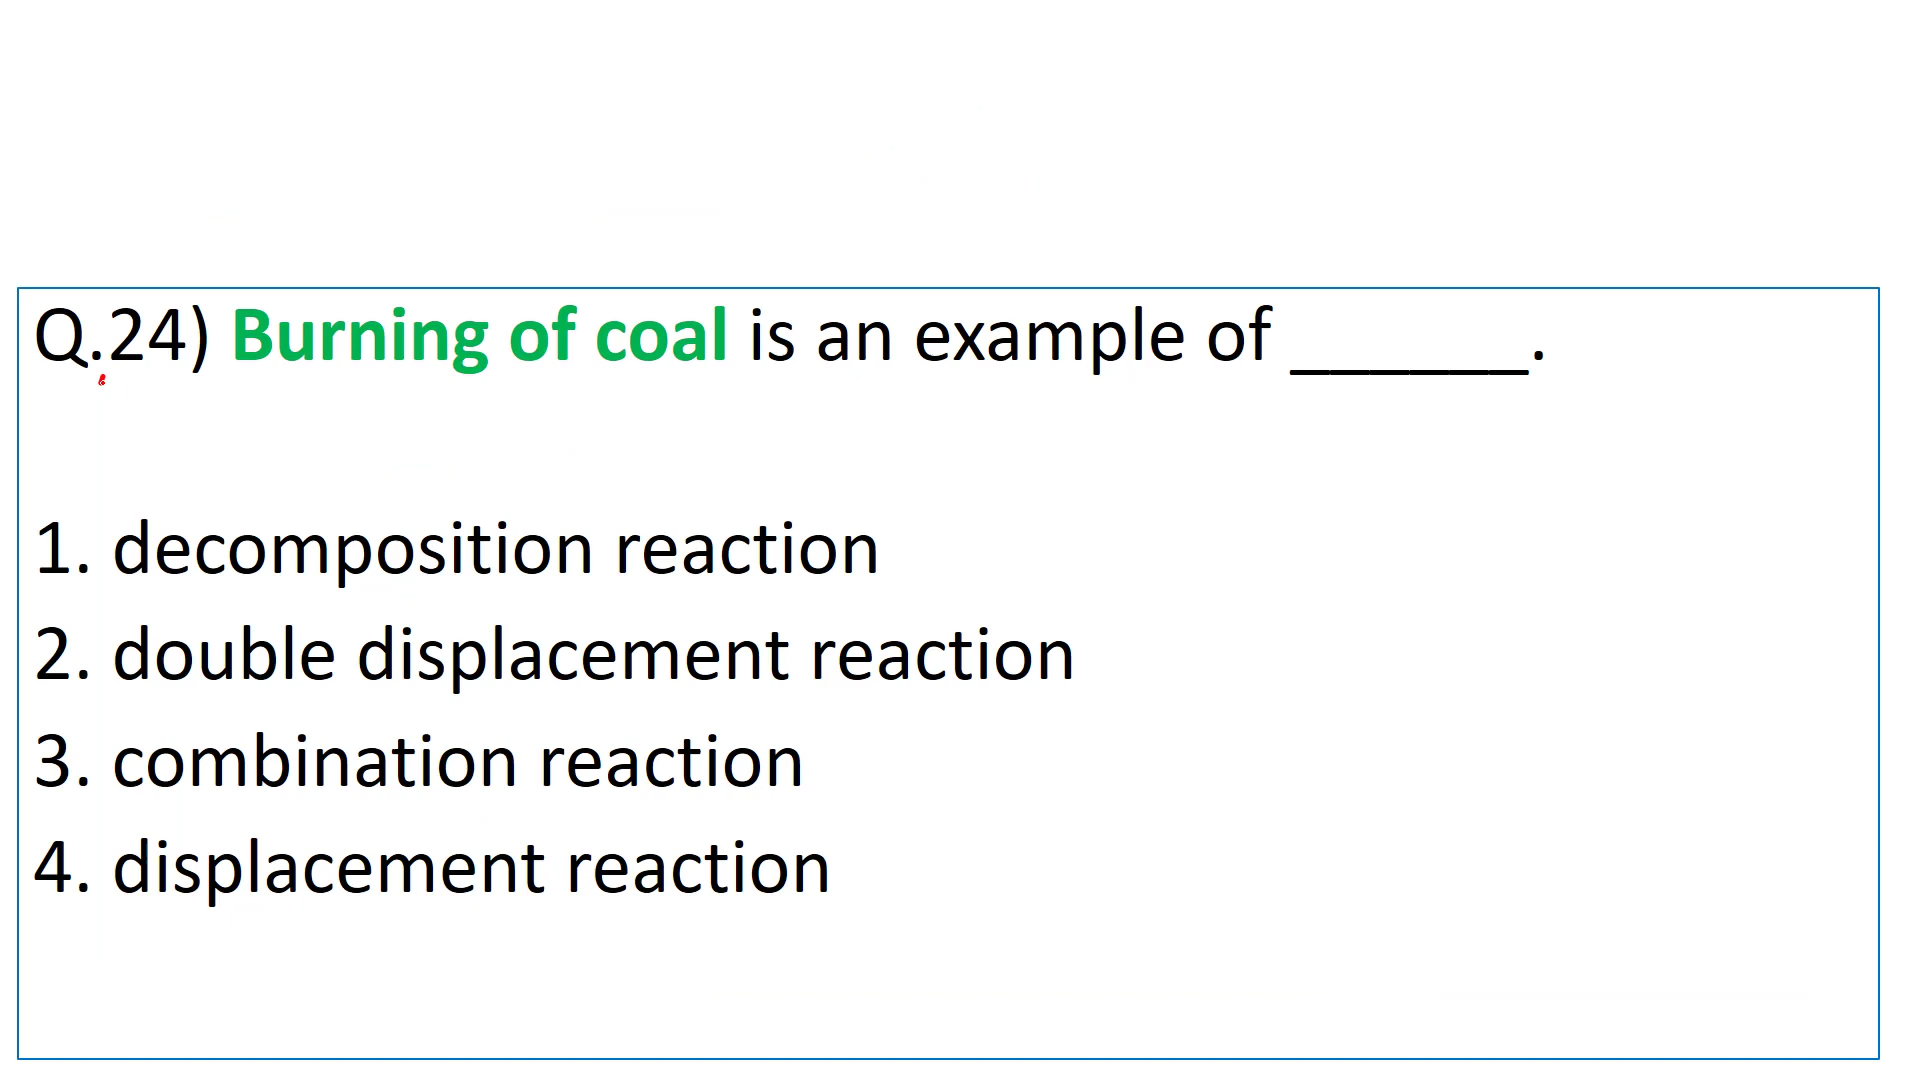 Q.24) Burning of coal is an example of ______.
1. decomposition reaction
2. double displacement reaction
3. combination reaction
4. displacement reaction